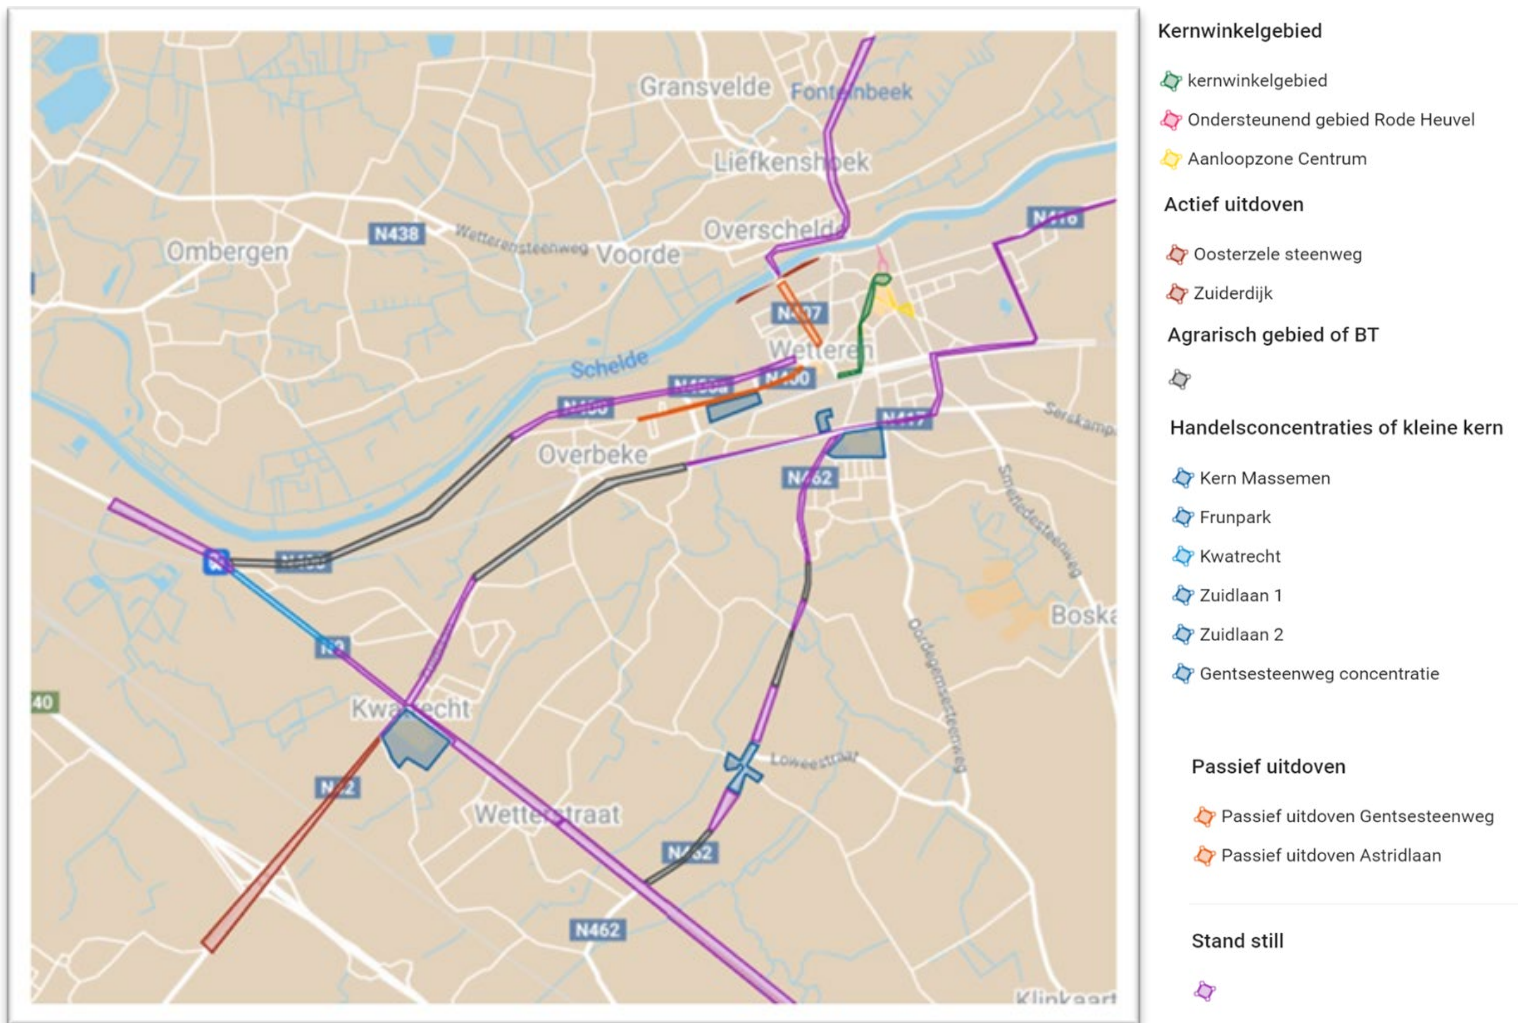 Gransvelde
Fonteinbeek
Liefkenshoek
Overschelde
N416
N438
Wetterensteenweg
Ombergen
Voorde
N407
Wetteren
Schelde
N400
N417
Serskamp
Overbeke
N462
Smetledesteenweg
N9
Boska
Oordegemsesteenweg
40
Kwatrecht
N42
Loweestraat
Wetterstraat
N462
N462
Klinkaart
Kernwinkelgebied
kernwinkelgebied
Ondersteunend gebied Rode Heuvel
Aanloopzone Centrum
Actief uitdoven
Oosterzele steenweg
Zuiderdijk
Agrarisch gebied of BT
Handelsconcentraties of kleine kern
Kern Massemen
Frunpark
Kwatrecht
Zuidlaan 1
Zuidlaan 2
Gentsesteenweg concentratie
Passief uitdoven
Passief uitdoven Gentsesteenweg
Passief uitdoven Astridlaan
Stand still